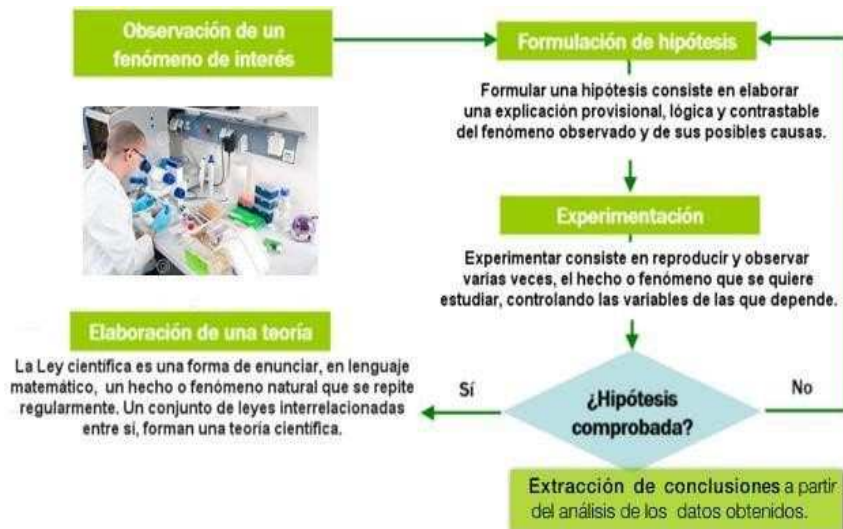 Observación de un
fenómeno de interés
Formulación de hipótesis
Formular una hipótesis consiste en elaborar
una explicación provisional, lógica y contrastable
del fenómeno observado y de sus posibles causas.
Experimentación
Experimentar consiste en reproducir y observar
varias veces, el hecho o fenómeno que se quiere
estudiar, controlando las variables de las que depende.
¿Hipótesis
comprobada?
Sí
No
Elaboración de una teoría
La Ley científica es una forma de enunciar, en lenguaje
matemático, un hecho o fenómeno natural que se repite
regularmente. Un conjunto de leyes interrelacionadas
entre sí, forman una teoría científica.
Extracción de conclusiones a partir
del análisis de los datos obtenidos.